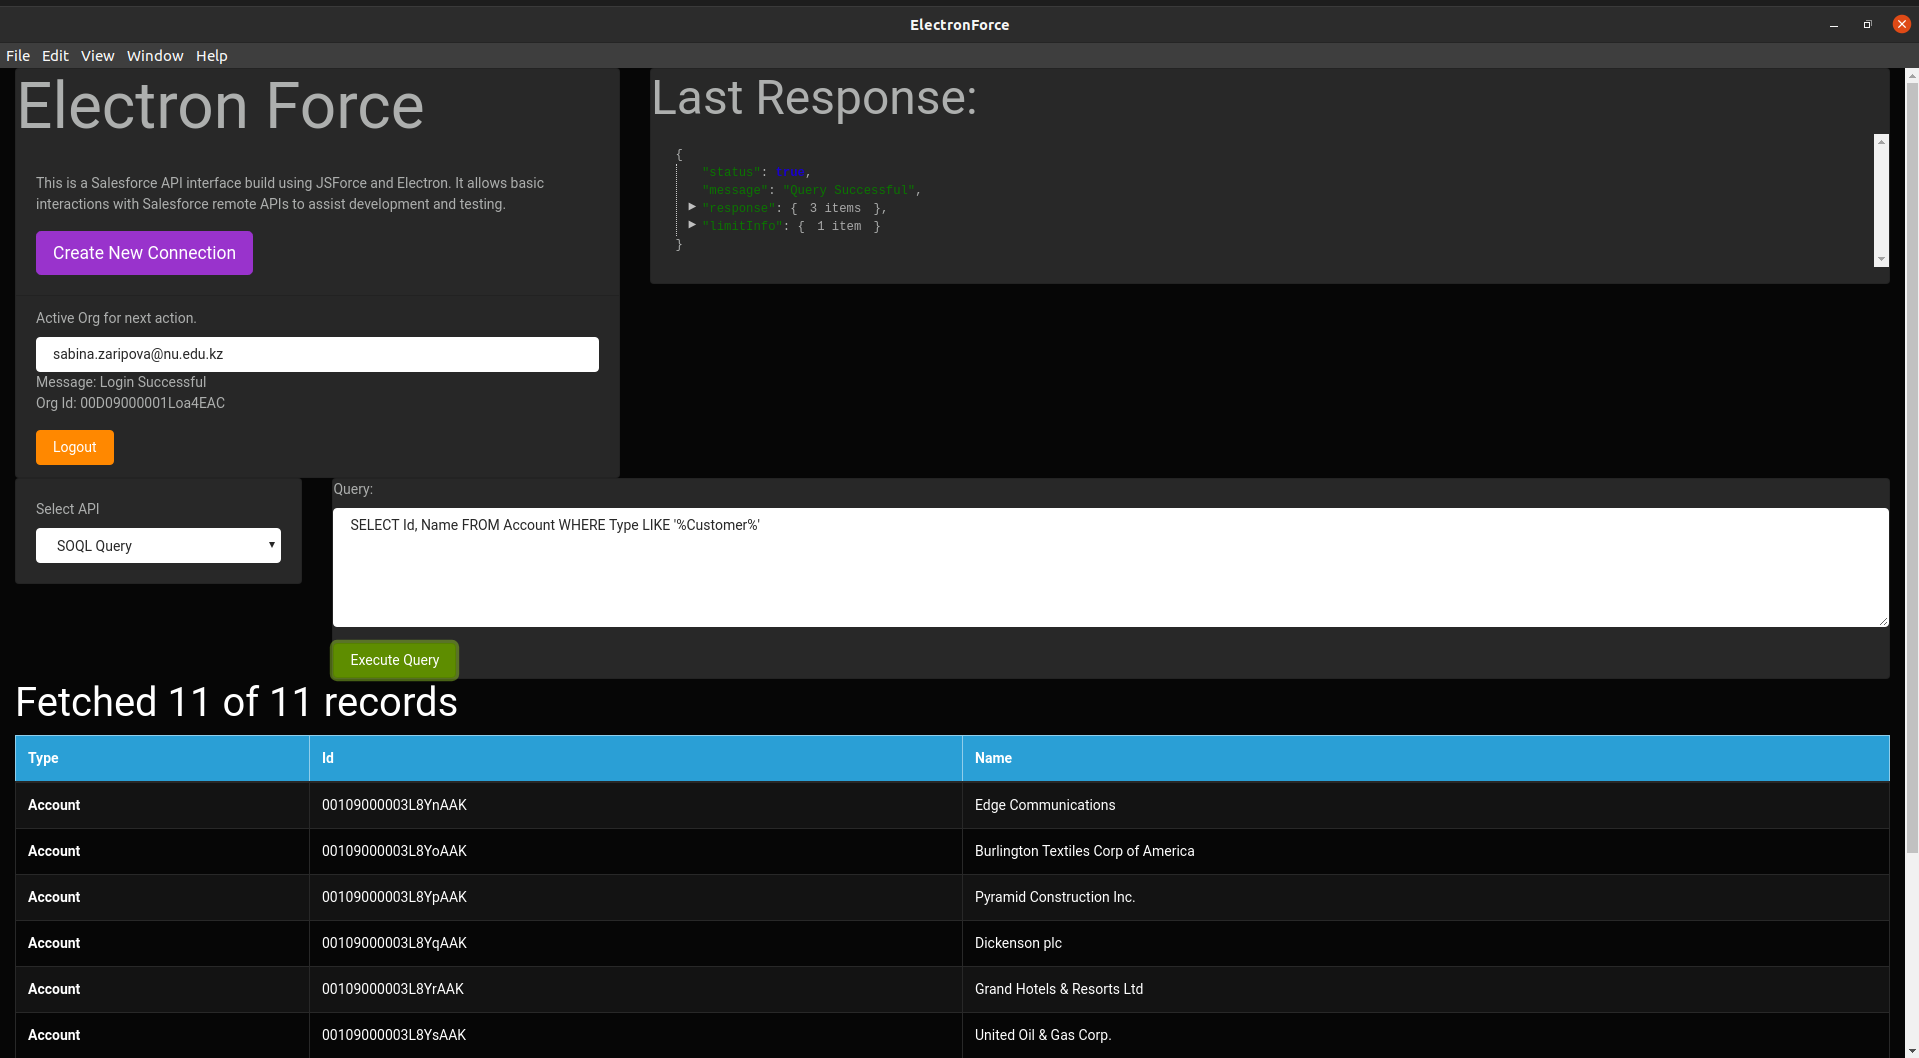 ElectronForce
File Edit View Window Help
Electron Force
This is a Salesforce API interface build using JSForce and Electron. It allows basic
interactions with Salesforce remote APIs to assist development and testing.
Create New Connection
Active Org for next action.
sabina.zaripova@nu.edu.kz
Message: Login Successful
Org Id: 00D09000001Loa4EAC
Logout
Last Response:
{
"status": true,
"message": "Query Successful",
"response": { 3 items },
"limitInfo": { 1 item }
}
Select API
SOQL Query
Query:
SELECT Id, Name FROM Account WHERE Type LIKE '%Customer%'
Execute Query
Fetched 11 of 11 records
Type Id Name
Account 00109000003L8YnAAK Edge Communications
Account 00109000003L8YoAAK Burlington Textiles Corp of America
Account 00109000003L8YpAAK Pyramid Construction Inc.
Account 00109000003L8YqAAK Dickenson plc
Account 00109000003L8YrAAK Grand Hotels & Resorts Ltd
Account 00109000003L8YsAAK United Oil & Gas Corp.